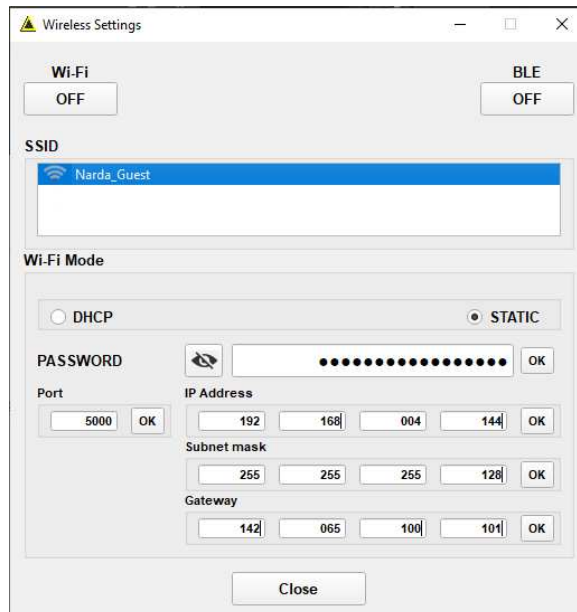 Wireless Settings
Wi-Fi BLE
OFF OFF
SSID
Narda_Guest
Wi-Fi Mode
DHCP STATIC
PASSWORD ●●●●●●●●●●●●●●●●● OK
Port IP Address
5000 OK 192 168 004 144 OK
Subnet mask
255 255 255 128 OK
Gateway
142 065 100 101 OK
Close